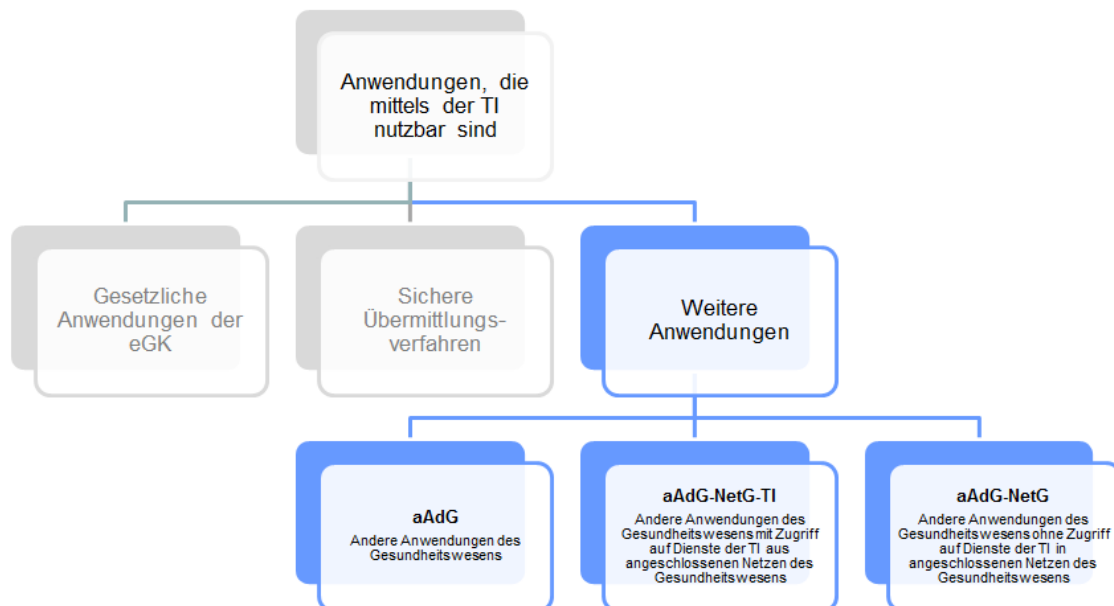 Anwendungen, die
mittels der TI
nutzbar sind
Gesetzliche
Anwendungen der
eGK
Sichere
Übermittlungs-
verfahren
Weitere
Anwendungen
aAdG
Andere Anwendungen des
Gesundheitswesens
aAdG-NetG-TI
Andere Anwendungen des
Gesundheitswesens mit Zugriff
auf Dienste der TI aus
angeschlossenen Netzen des
Gesundheitswesens
aAdG-NetG
Andere Anwendungen des
Gesundheitswesens ohne Zugriff
auf Dienste der TI in
angeschlossenen Netzen des
Gesundheitswesens